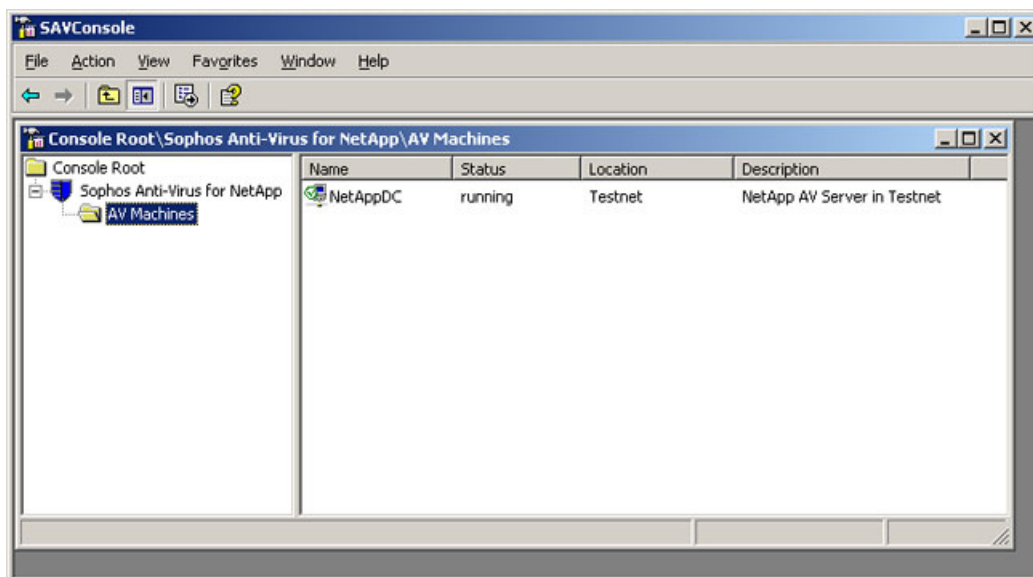 SAVConsole
File Action View Favorites Window Help
Console Root\Sophos Anti-Virus for NetApp\AV Machines
Console Root
Sophos Anti-Virus for NetApp
AV Machines
Name Status Location Description
NetAppDC running Testnet NetApp AV Server in Testnet